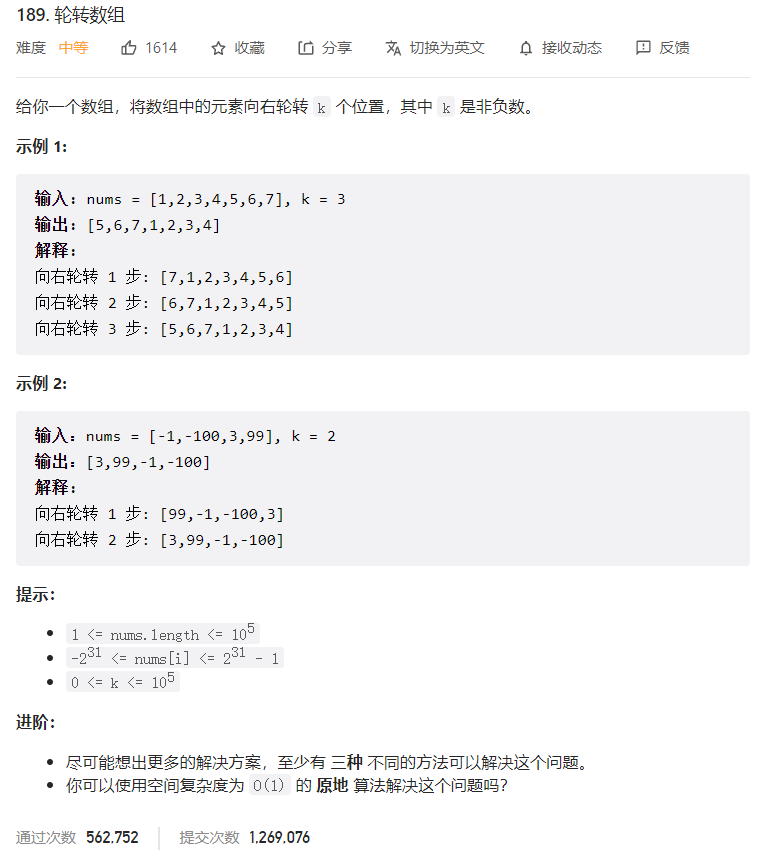 189. 轮转数组
难度 中等 1614 收藏 分享 切换为英文 接收动态 反馈
给你一个数组，将数组中的元素向右轮转 k 个位置，其中 k 是非负数。
示例 1:
输入: nums = [1,2,3,4,5,6,7], k = 3
输出: [5,6,7,1,2,3,4]
解释:
向右轮转 1 步: [7,1,2,3,4,5,6]
向右轮转 2 步: [6,7,1,2,3,4,5]
向右轮转 3 步: [5,6,7,1,2,3,4]
示例 2:
输入: nums = [-1,-100,3,99], k = 2
输出: [3,99,-1,-100]
解释:
向右轮转 1 步: [99,-1,-100,3]
向右轮转 2 步: [3,99,-1,-100]
提示：
1 <= nums.length <= 10⁵
-2³¹ <= nums[i] <= 2³¹ - 1
0 <= k <= 10⁵
进阶：
尽可能想出更多的解决方案，至少有 三种 不同的方法可以解决这个问题。
你可以使用空间复杂度为 O(1) 的 原地 算法解决这个问题吗？
通过次数 562,752 提交次数 1,269,076